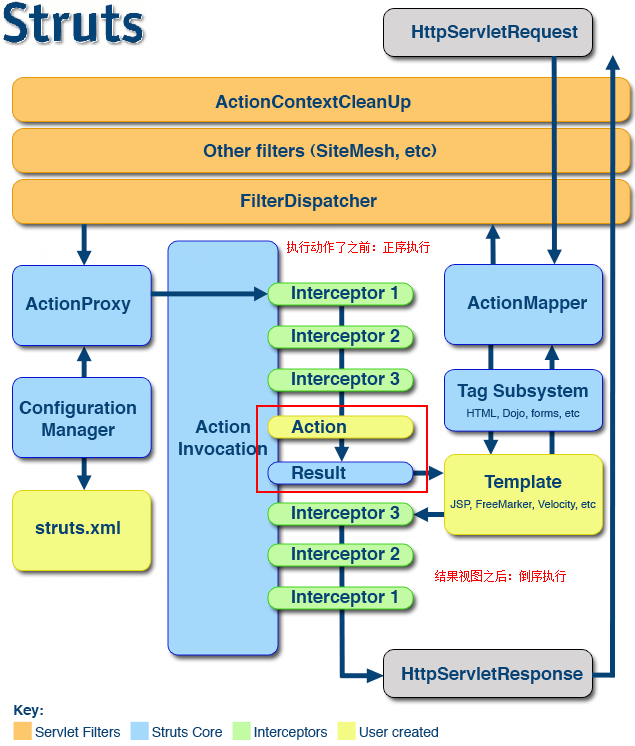 Struts
HttpServletRequest
ActionContextCleanUp
Other filters (SiteMesh, etc)
FilterDispatcher
执行动作了之前：正序执行
ActionProxy
Interceptor 1
ActionMapper
Interceptor 2
Interceptor 3
Tag Subsystem
HTML, Dojo, forms, etc
Configuration
Manager
Action
Invocation
Action
Result
Template
JSP, FreeMarker, Velocity, etc
struts.xml
Interceptor 3
Interceptor 2
Interceptor 1
结果视图之后：倒序执行
HttpServletResponse
Key:
Servlet Filters
Struts Core
Interceptors
User created